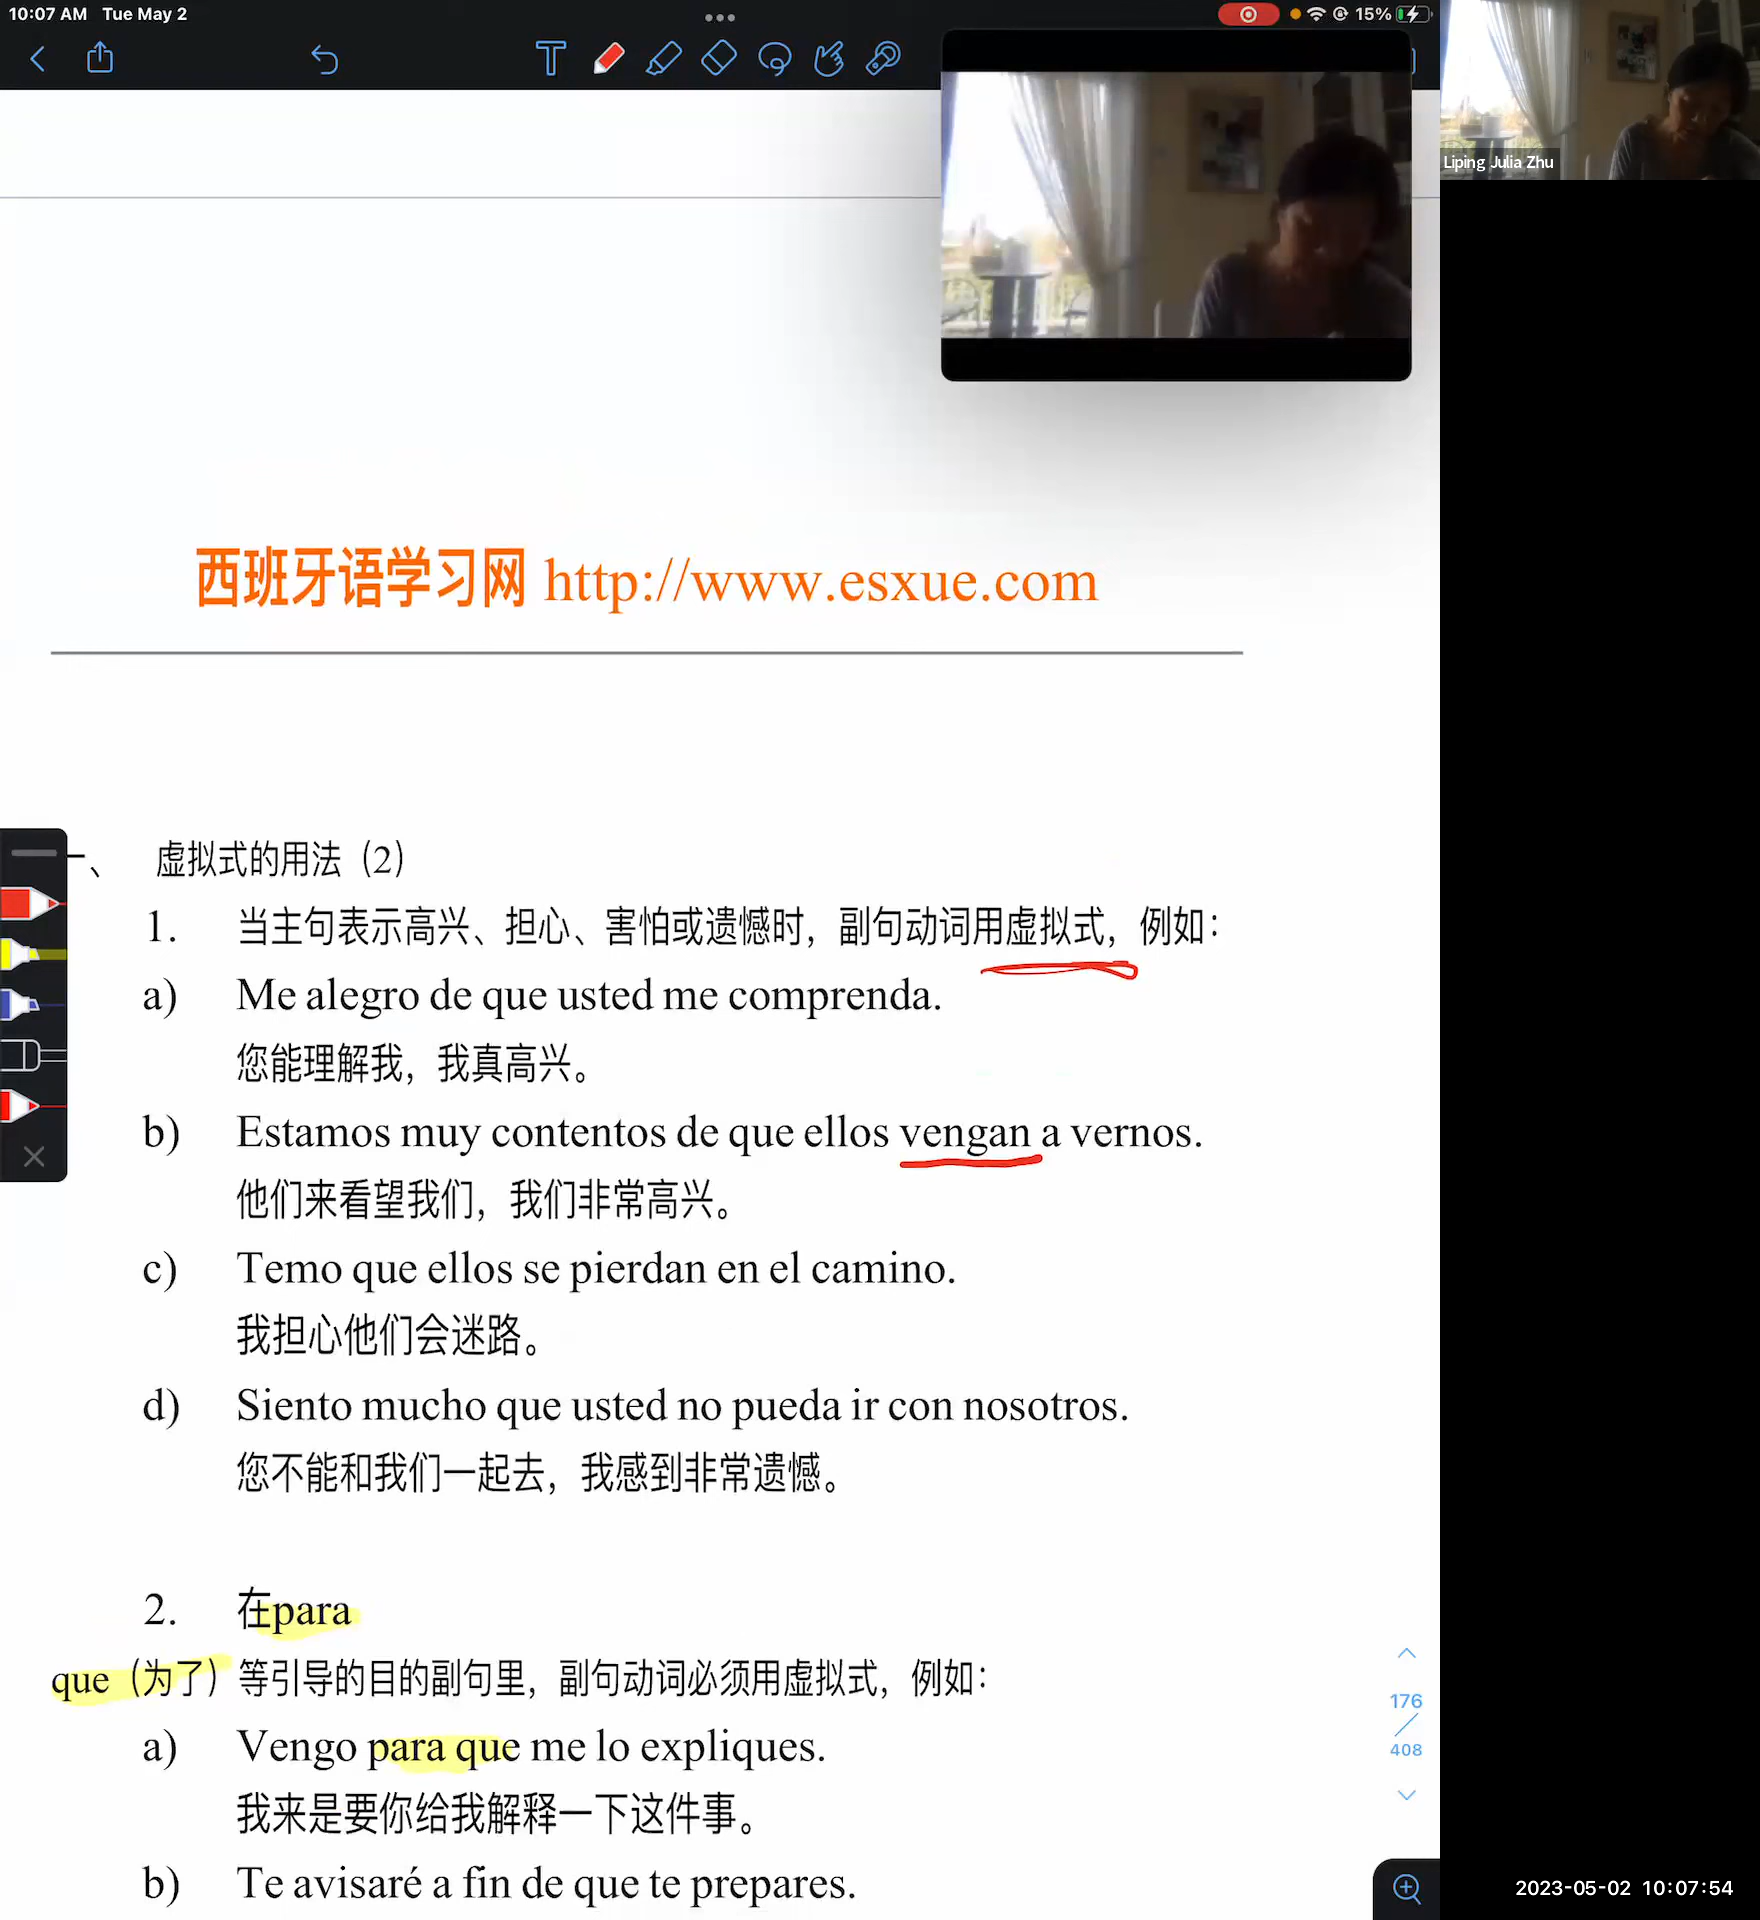 10:07 AM Tue May 2
15%
Liping Julia Zhu
西班牙语学习网 http://www.esxue.com
一、 虚拟式的用法（2）
1. 当主句表示高兴、担心、害怕或遗憾时，副句动词用虚拟式，例如：
a) Me alegro de que usted me comprenda.
您能理解我，我真高兴。
b) Estamos muy contentos de que ellos vengan a vernos.
他们来看望我们，我们非常高兴。
c) Temo que ellos se pierdan en el camino.
我担心他们会迷路。
d) Siento mucho que usted no pueda ir con nosotros.
您不能和我们一起去，我感到非常遗憾。
2. 在para
que（为了）等引导的目的副句里，副句动词必须用虚拟式，例如：
a) Vengo para que me lo expliques.
我来是要你给我解释一下这件事。
b) Te avisaré a fin de que te prepares.
176
408
2023-05-02 10:07:54